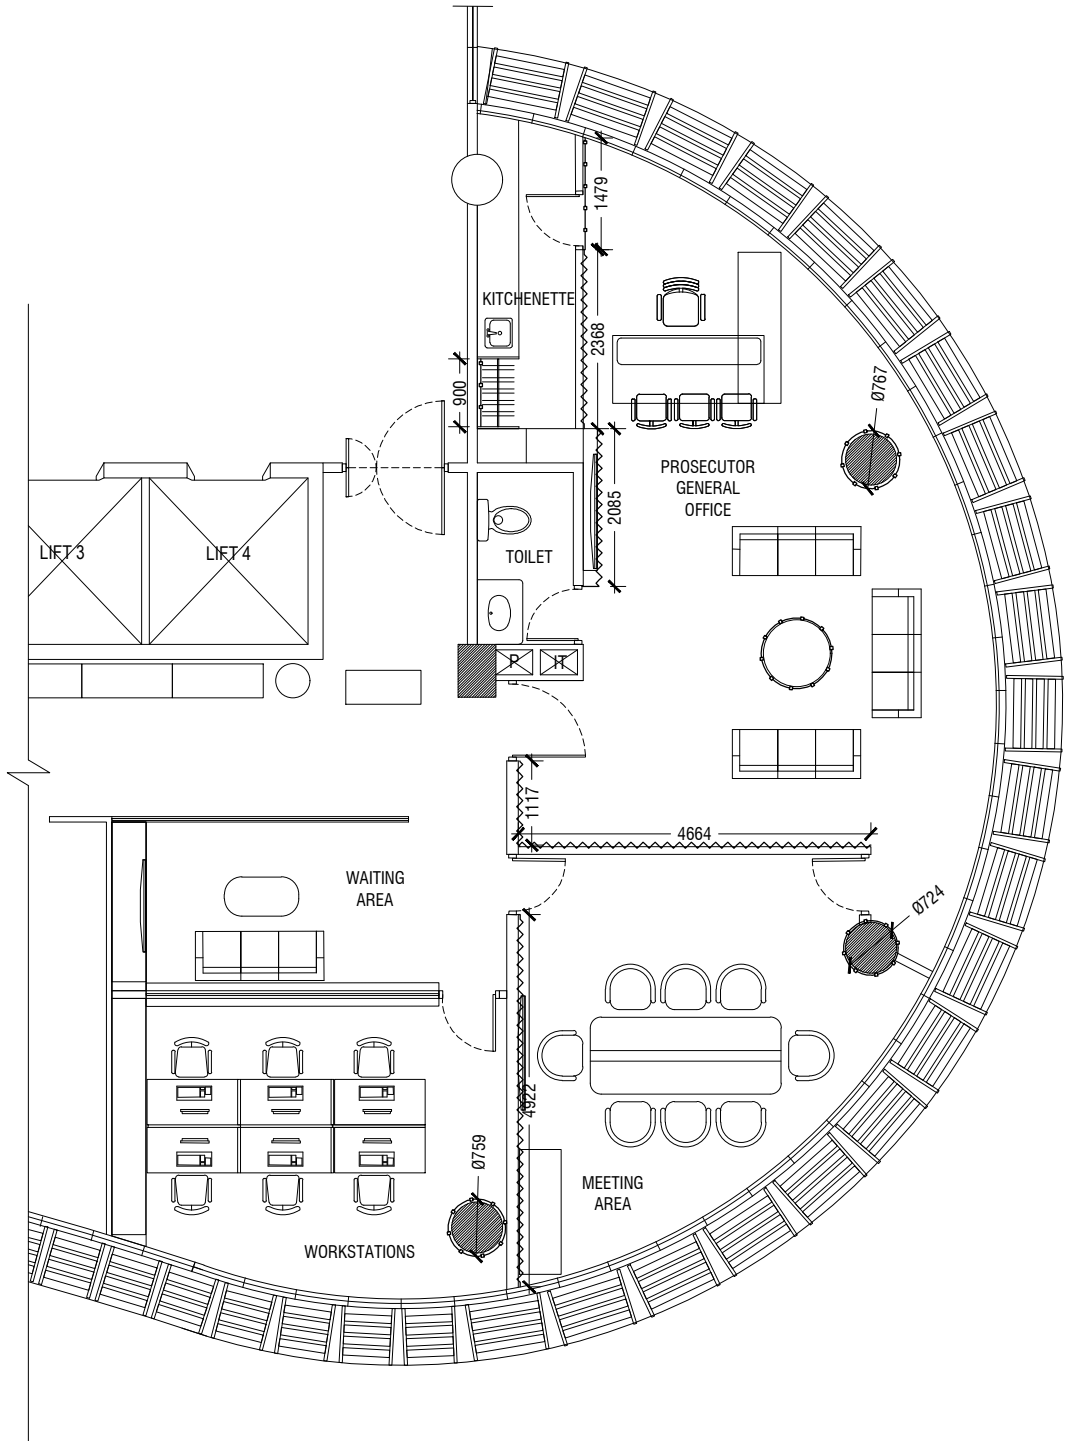 1479
KITCHENETTE
2368
900
Ø767
PROSECUTOR
GENERAL
OFFICE
2085
LIFT 3
LIFT 4
TOILET
P
IT
1117
4664
WAITING
AREA
Ø724
4922
Ø759
MEETING
AREA
WORKSTATIONS